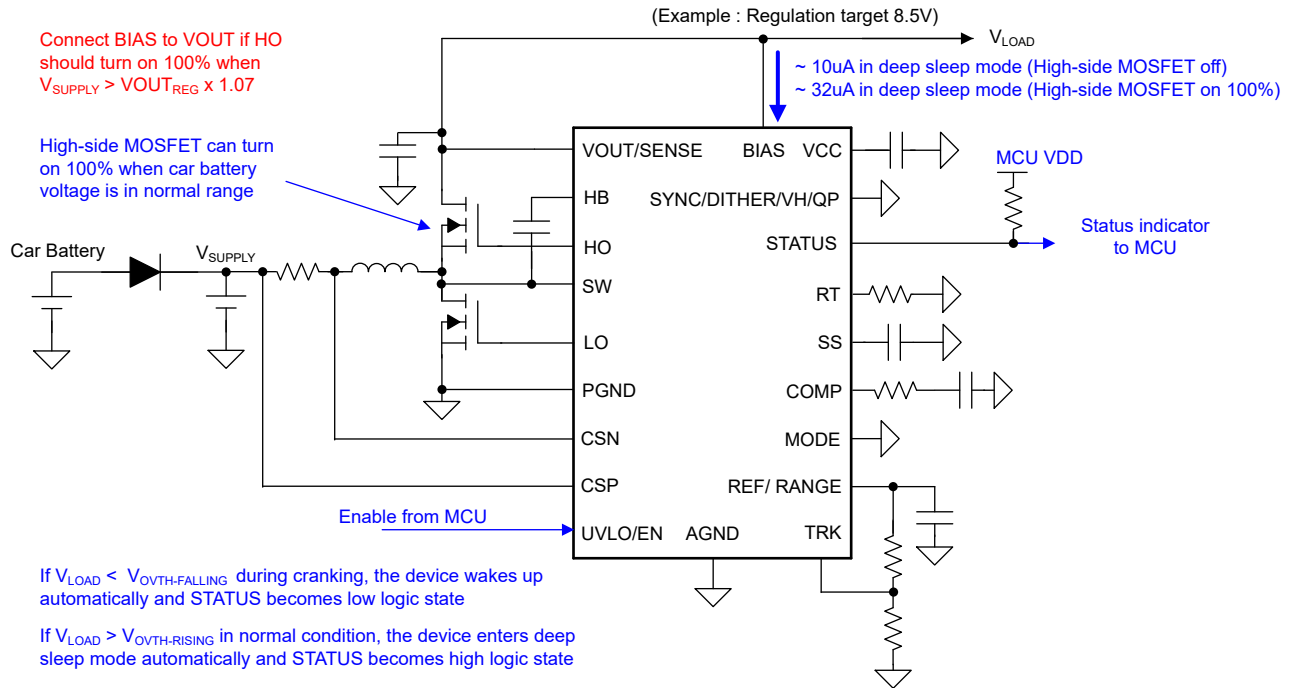 (Example : Regulation target 8.5V)
Connect BIAS to VOUT if HO
should turn on 100% when
VSUPPLY > VOUTREG x 1.07
VLOAD
~ 10uA in deep sleep mode (High-side MOSFET off)
~ 32uA in deep sleep mode (High-side MOSFET on 100%)
High-side MOSFET can turn
on 100% when car battery
voltage is in normal range
VOUT/SENSE
BIAS
VCC
MCU VDD
HB
SYNC/DITHER/VH/QP
HO
STATUS
Status indicator
to MCU
Car Battery
VSUPPLY
SW
RT
LO
SS
PGND
COMP
CSN
MODE
CSP
REF/ RANGE
Enable from MCU
UVLO/EN
AGND
TRK
If VLOAD < VOVTH-FALLING during cranking, the device wakes up
automatically and STATUS becomes low logic state
If VLOAD > VOVTH-RISING in normal condition, the device enters deep
sleep mode automatically and STATUS becomes high logic state